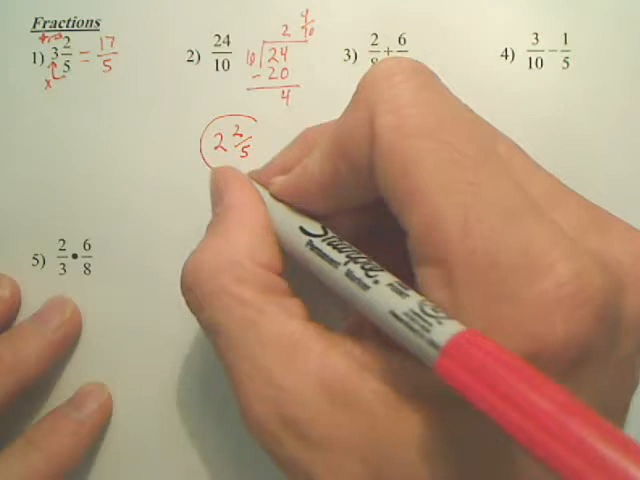 Fractions
1) 3 2/5 = 17/5
x
2) 24/10
2 4/10
10 24
- 20
4
2 2/5
3) 2/8 + 6
4) 3/10 - 1/5
5) 2/3 • 6/8
Sharpie
Permanent Marker